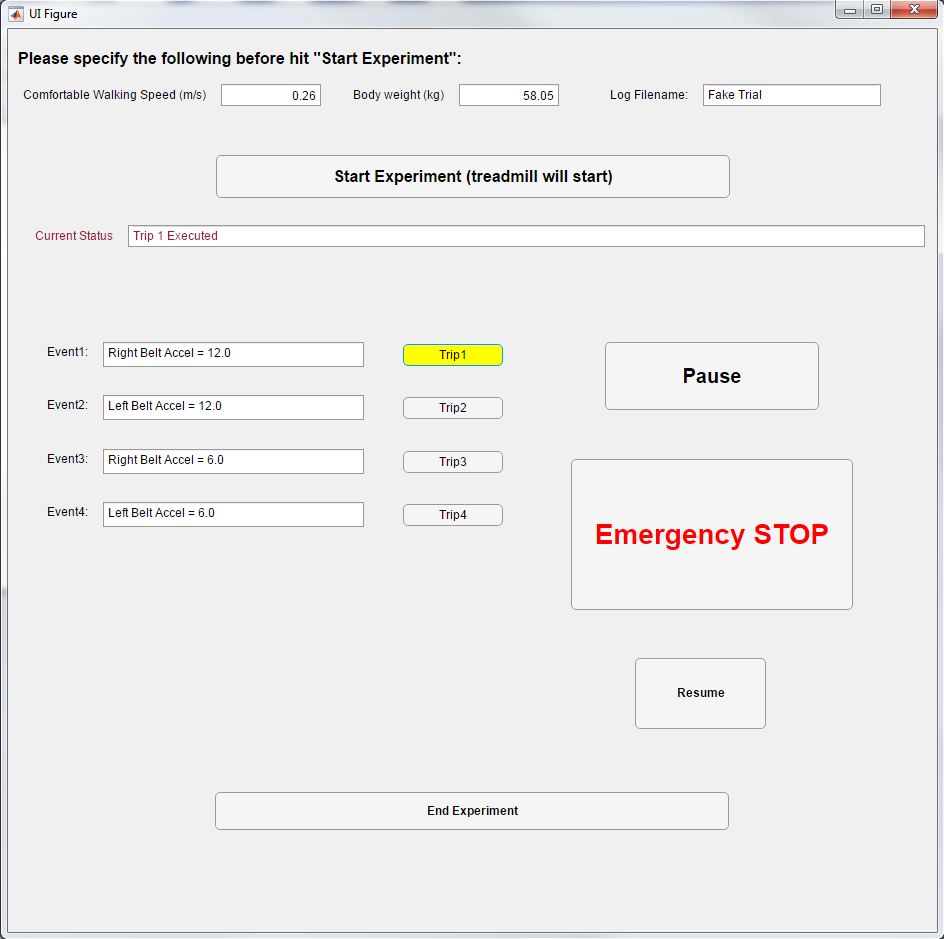 UI Figure
Please specify the following before hit "Start Experiment":
Comfortable Walking Speed (m/s) 0.26 Body weight (kg) 58.05 Log Filename: Fake Trial
Start Experiment (treadmill will start)
Current Status Trip 1 Executed
Event1: Right Belt Accel = 12.0 Trip1
Pause
Event2: Left Belt Accel = 12.0 Trip2
Event3: Right Belt Accel = 6.0 Trip3
Event4: Left Belt Accel = 6.0 Trip4
Emergency STOP
Resume
End Experiment